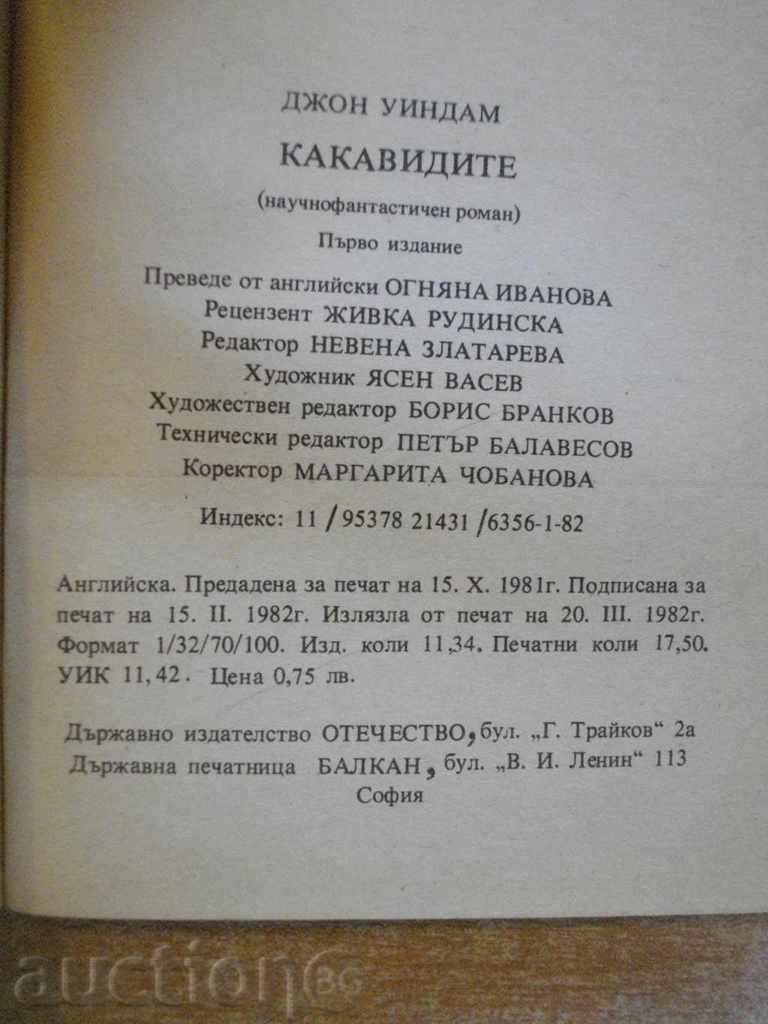 ДЖОН УИНДАМ
КАКАВИДИТЕ
(научнофантастичен роман)
Първо издание
Преведе от английски ОГНЯНА ИВАНОВА
Рецензент ЖИВКА РУДИНСКА
Редактор НЕВЕНА ЗЛАТАРЕВА
Художник ЯСЕН ВАСЕВ
Художествен редактор БОРИС БРАНКОВ
Технически редактор ПЕТЪР БАЛАВЕСОВ
Коректор МАРГАРИТА ЧОБАНОВА
Индекс: 11 /95378 21431 /6356-1-82
Английска. Предадена за печат на 15. X. 1981г. Подписана за
печат на 15. II. 1982г. Излязла от печат на 20. III. 1982г.
Формат 1/32/70/100. Изд. коли 11,34. Печатни коли 17,50.
УИК 11,42. Цена 0,75 лв.
Държавно издателство ОТЕЧЕСТВО, бул. „Г. Трайков“ 2а
Държавна печатница БАЛКАН, бул. „В. И. Ленин“ 113
София
auction BG